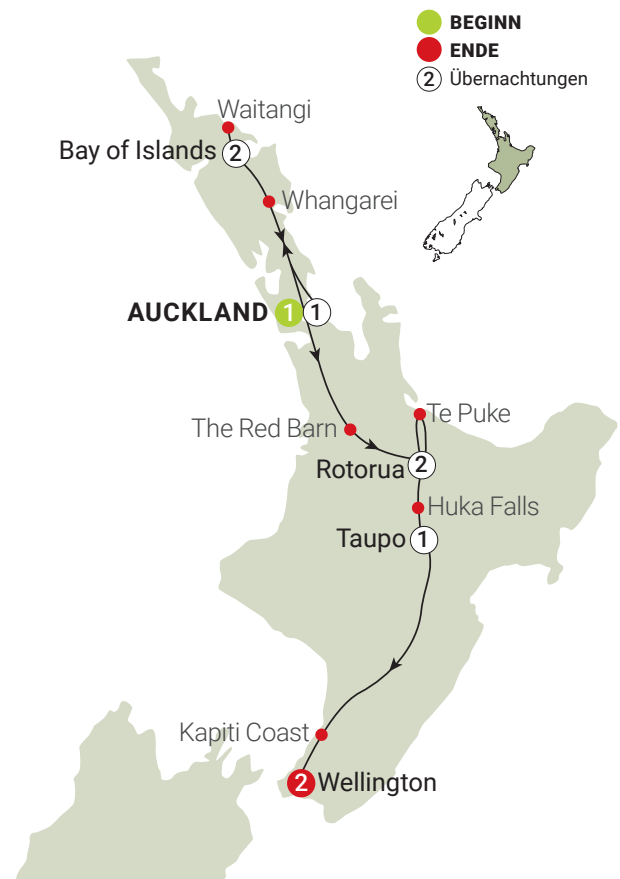 BEGINN
ENDE
2 Übernachtungen
Waitangi
Bay of Islands 2
Whangarei
AUCKLAND 1 1
Te Puke
The Red Barn
Rotorua 2
Huka Falls
Taupo 1
Kapiti Coast
2 Wellington